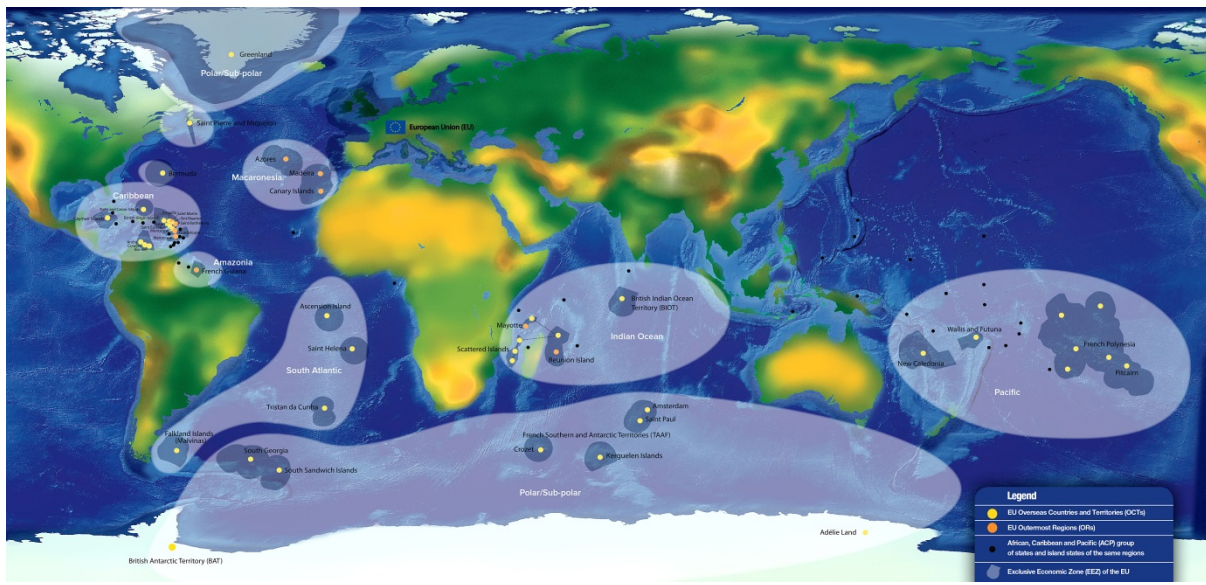 Greenland
Polar/Sub-polar
Saint Pierre and Miquelon
European Union (EU)
Azores
Madeira
Macaronesia
Canary Islands
Bermuda
Caribbean
Amazonia
French Guiana
Ascension Island
Saint Helena
South Atlantic
Tristan da Cunha
Falkland Islands
(Malvinas)
South Georgia
South Sandwich Islands
British Antarctic Territory (BAT)
British Indian Ocean
Territory (BIOT)
Mayotte
Scattered Islands
Reunion Island
Indian Ocean
Amsterdam
Saint Paul
French Southern and Antarctic Territories (TAAF)
Crozet
Kerguelen Islands
Polar/Sub-polar
Adélie Land
Wallis and Futuna
New Caledonia
French Polynesia
Pitcairn
Pacific
Legend
EU Overseas Countries and Territories (OCTs)
EU Outermost Regions (ORs)
African, Caribbean and Pacific (ACP) group
of states and island states of the same regions
Exclusive Economic Zone (EEZ) of the EU